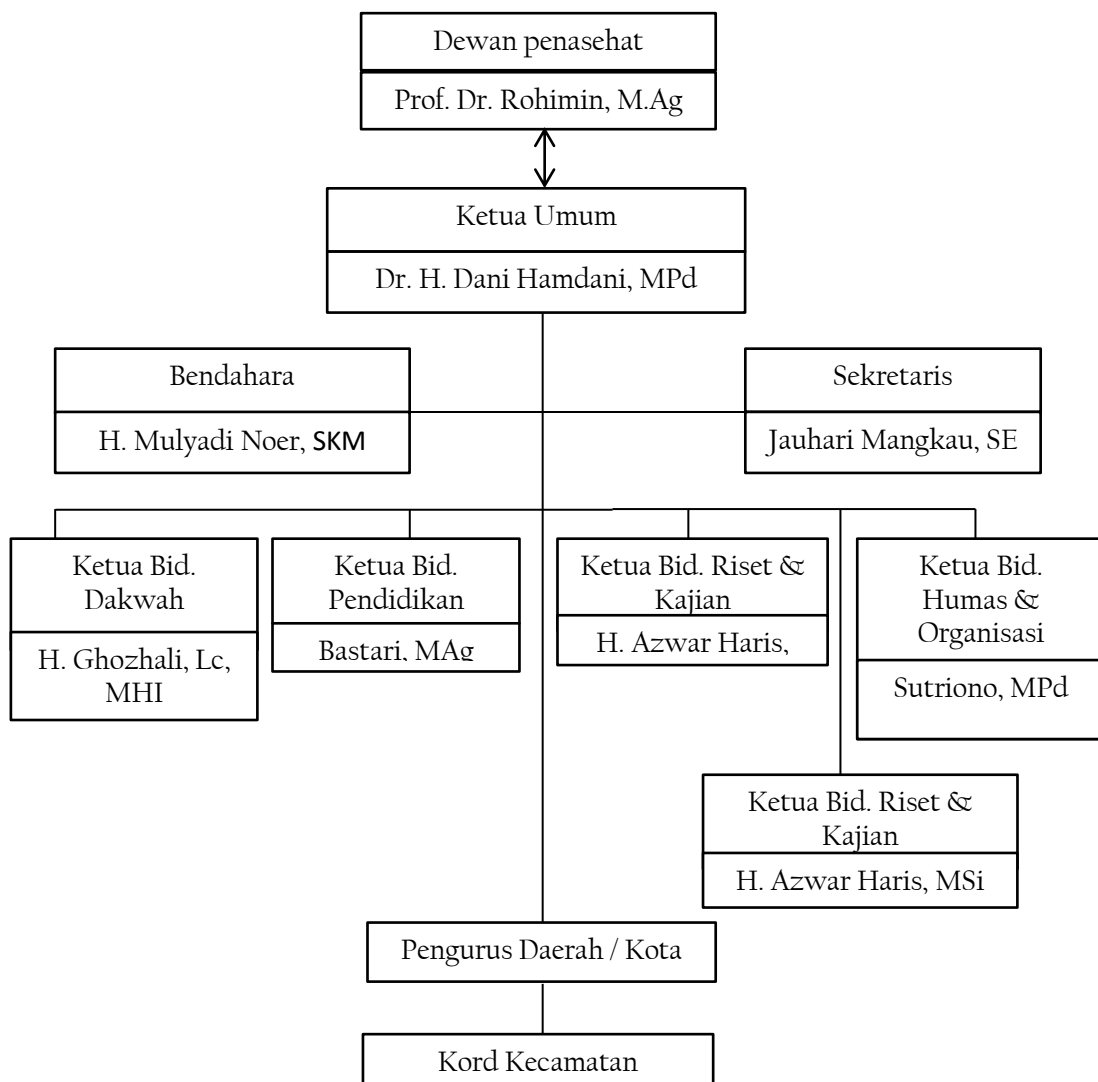 Dewan penasehat
Prof. Dr. Rohimin, M.Ag
Ketua Umum
Dr. H. Dani Hamdani, MPd
Bendahara
H. Mulyadi Noer, SKM
Sekretaris
Jauhari Mangkau, SE
Ketua Bid.
Dakwah
H. Ghozhali, Lc,
MHI
Ketua Bid.
Pendidikan
Bastari, MAg
Ketua Bid. Riset &
Kajian
H. Azwar Haris,
Ketua Bid.
Humas &
Organisasi
Sutriono, MPd
Ketua Bid. Riset &
Kajian
H. Azwar Haris, MSi
Pengurus Daerah / Kota
Kord Kecamatan